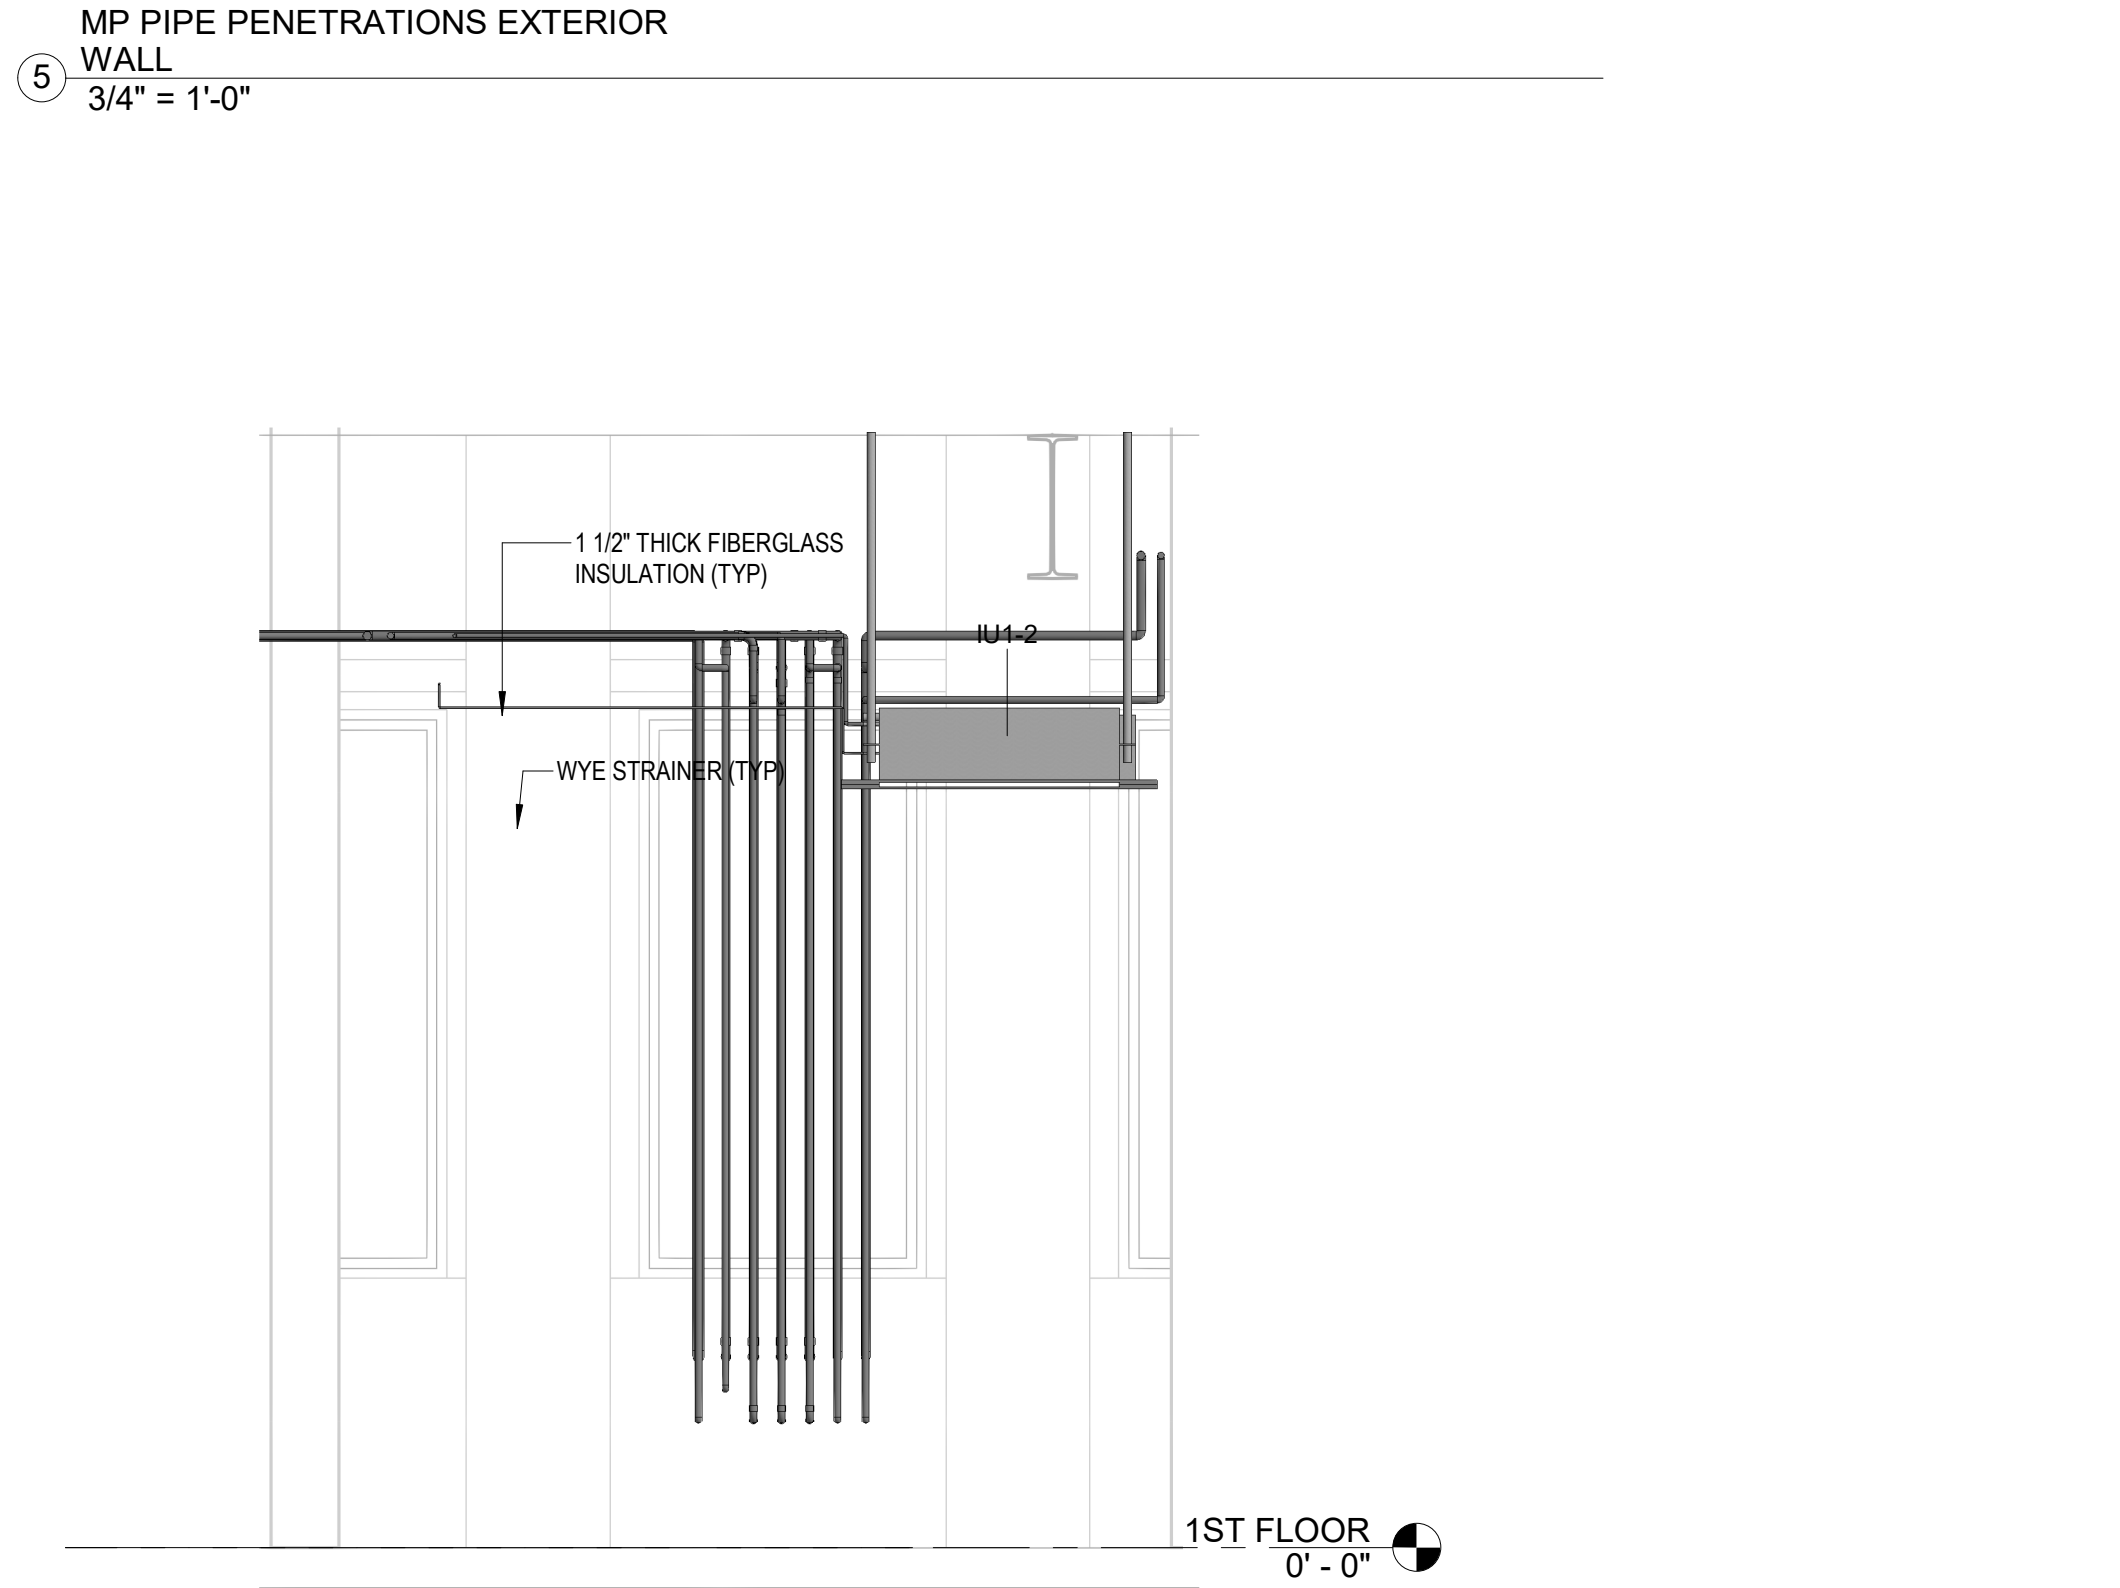 MP PIPE PENETRATIONS EXTERIOR
WALL
5
3/4" = 1'-0"
1 1/2" THICK FIBERGLASS
INSULATION (TYP)
IU1-2
WYE STRAINER (TYP)
1ST FLOOR
0' - 0"